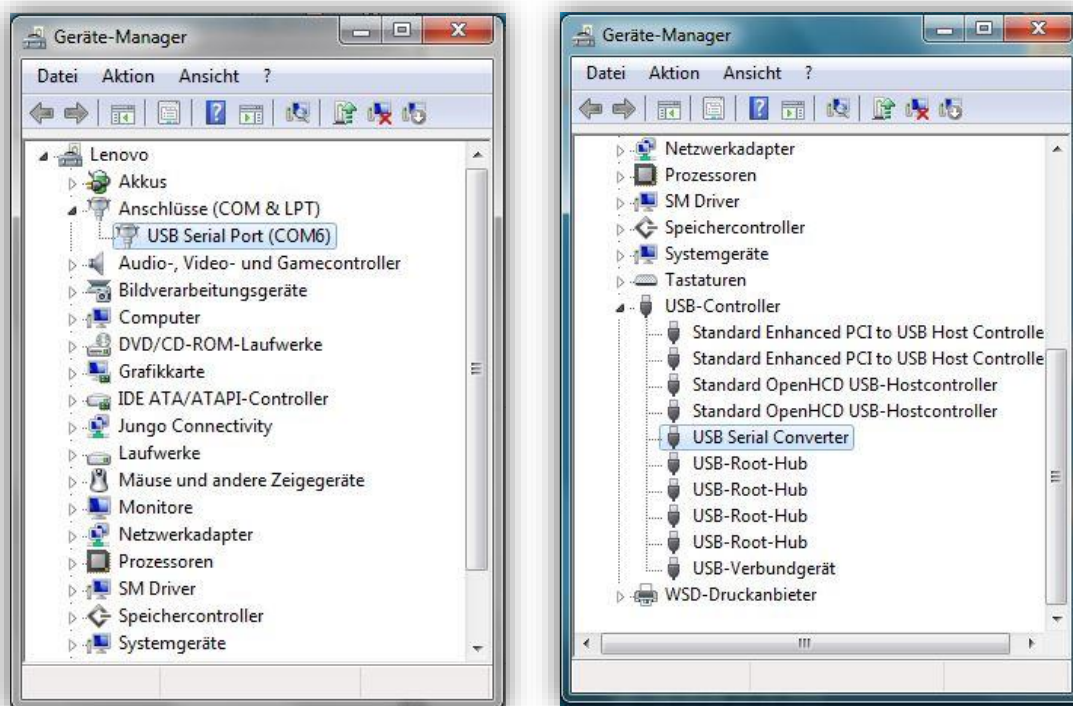 Geräte-Manager
Datei Aktion Ansicht ?
Lenovo
Akkus
Anschlüsse (COM & LPT)
USB Serial Port (COM6)
Audio-, Video- und Gamecontroller
Bildverarbeitungsgeräte
Computer
DVD/CD-ROM-Laufwerke
Grafikkarte
IDE ATA/ATAPI-Controller
Jungo Connectivity
Laufwerke
Mäuse und andere Zeigegeräte
Monitore
Netzwerkadapter
Prozessoren
SM Driver
Speichercontroller
Systemgeräte
Geräte-Manager
Datei Aktion Ansicht ?
Netzwerkadapter
Prozessoren
SM Driver
Speichercontroller
Systemgeräte
Tastaturen
USB-Controller
Standard Enhanced PCI to USB Host Controlle
Standard Enhanced PCI to USB Host Controlle
Standard OpenHCD USB-Hostcontroller
Standard OpenHCD USB-Hostcontroller
USB Serial Converter
USB-Root-Hub
USB-Root-Hub
USB-Root-Hub
USB-Root-Hub
USB-Verbundgerät
WSD-Druckanbieter